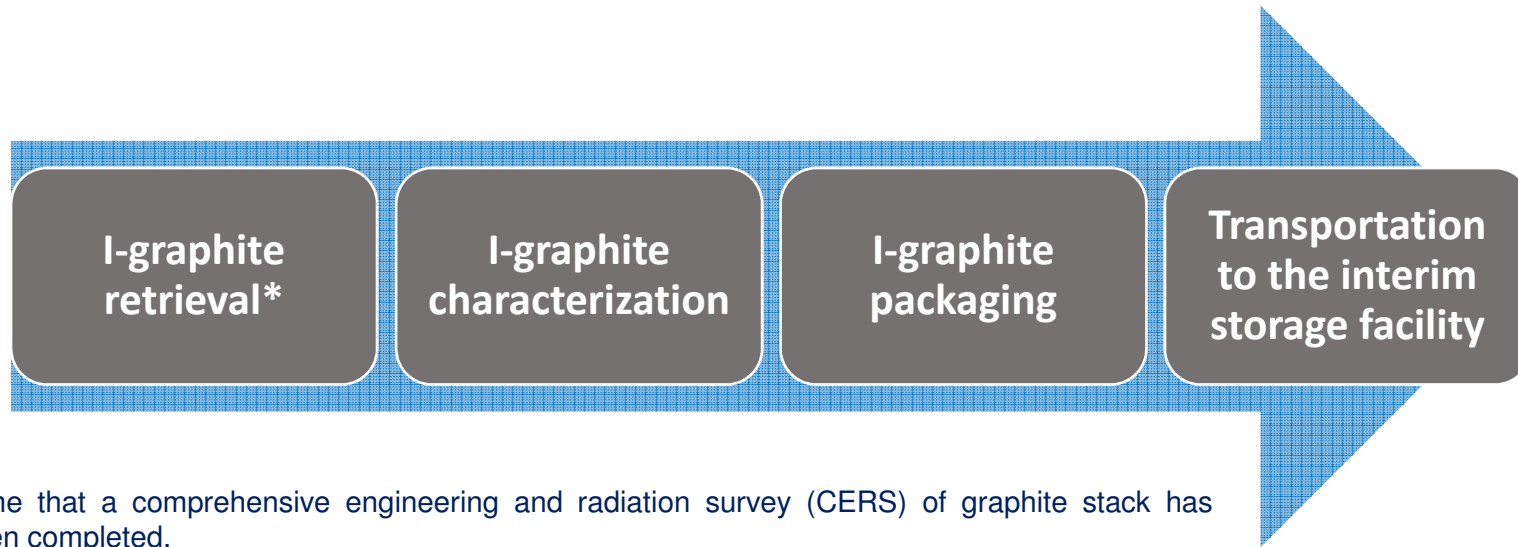 I-graphite
retrieval*
I-graphite
characterization
I-graphite
packaging
Transportation
to the interim
storage facility
that a comprehensive engineering and radiation survey (CERS) of graphite stack has
completed.